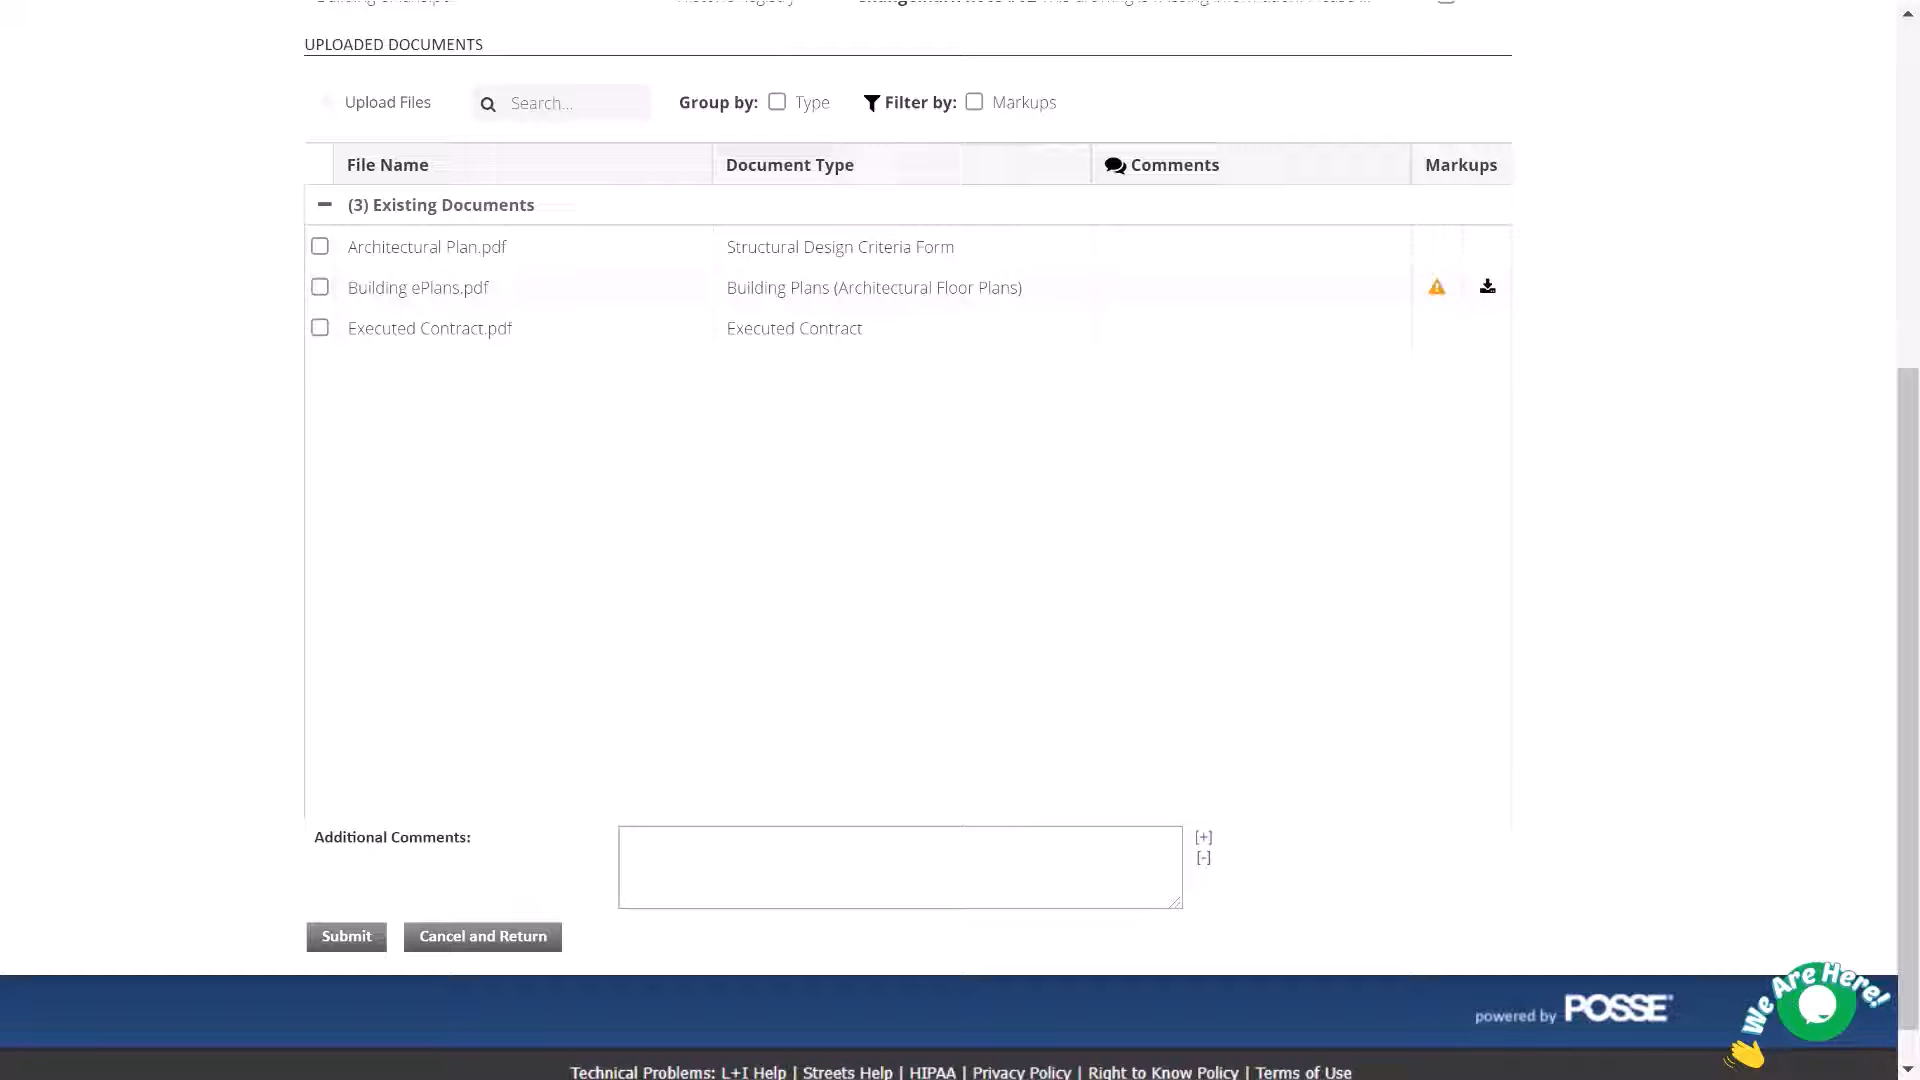 UPLOADED DOCUMENTS
Upload Files Search... Group by: Type Filter by: Markups
File Name Document Type Comments Markups
(3) Existing Documents
Architectural Plan.pdf Structural Design Criteria Form
Building ePlans.pdf Building Plans (Architectural Floor Plans)
Executed Contract.pdf Executed Contract
Additional Comments: [+]
[-]
Submit Cancel and Return
We Are Here!
powered by POSSE
Technical Problems: L+I Help | Streets Help | HIPAA | Privacy Policy | Right to Know Policy | Terms of Use